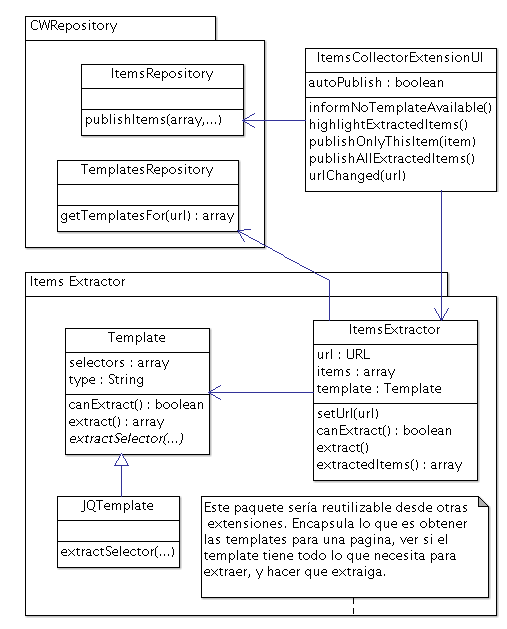 CWRepository
ItemsRepository
publishItems(array,...)
TemplatesRepository
getTemplatesFor(url) : array
ItemsCollectorExtensionUI
autoPublish : boolean
informNoTemplateAvailable()
highlightExtractedItems()
publishOnlyThisItem(item)
publishAllExtractedItems()
urlChanged(url)
Items Extractor
Template
selectors : array
type : String
canExtract() : boolean
extract() : array
extractSelector(...)
ItemsExtractor
url : URL
items : array
template : Template
setUrl(url)
canExtract() : boolean
extract()
extractedItems() : array
JQTemplate
extractSelector(...)
Este paquete sería reutilizable desde otras
extensiones. Encapsula lo que es obtener
las templates para una pagina, ver si el
template tiene todo lo que necesita para
extraer, y hacer que extraiga.